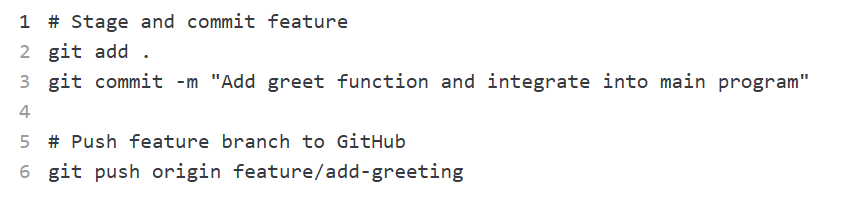 1 # Stage and commit feature
2 git add .
3 git commit -m "Add greet function and integrate into main program"
4
5 # Push feature branch to GitHub
6 git push origin feature/add-greeting